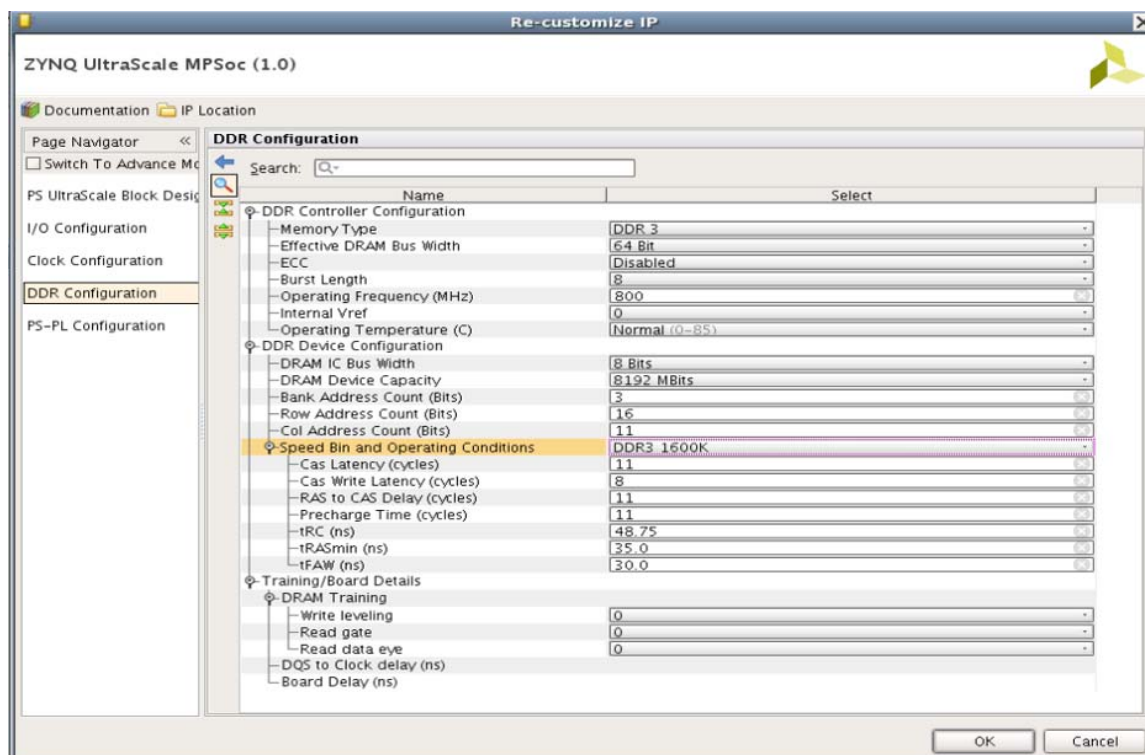 Re-customize IP
ZYNQ UltraScale MPSoc (1.0)
Documentation IP Location
Page Navigator «
Switch To Advance Mo
PS UltraScale Block Desig
I/O Configuration
Clock Configuration
DDR Configuration
PS-PL Configuration
DDR Configuration
Search:
Name Select
DDR Controller Configuration
Memory Type DDR 3
Effective DRAM Bus Width 64 Bit
ECC Disabled
Burst Length 8
Operating Frequency (MHz) 800
Internal Vref 0
Operating Temperature (C) Normal (0-85)
DDR Device Configuration
DRAM IC Bus Width 8 Bits
DRAM Device Capacity 8192 MBits
Bank Address Count (Bits) 3
Row Address Count (Bits) 16
Col Address Count (Bits) 11
Speed Bin and Operating Conditions DDR3 1600K
Cas Latency (cycles) 11
Cas Write Latency (cycles) 8
RAS to CAS Delay (cycles) 11
Precharge Time (cycles) 11
tRC (ns) 48.75
tRASmin (ns) 35.0
tFAW (ns) 30.0
Training/Board Details
DRAM Training
Write leveling 0
Read gate 0
Read data eye 0
DQS to Clock delay (ns)
Board Delay (ns)
OK Cancel